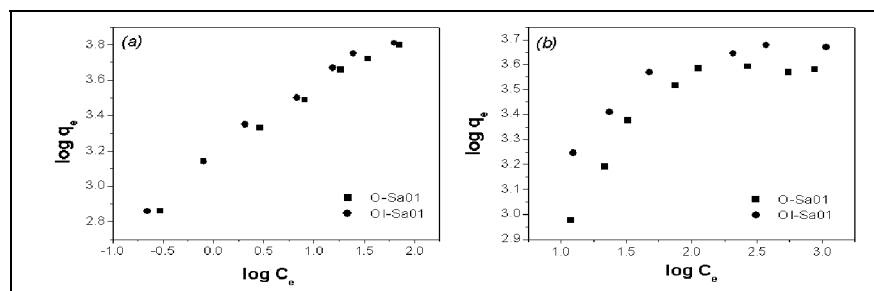 (a)
log qe
3.8
3.6
3.4
3.2
3.0
2.8
O-Sa01
OI-Sa01
-1.0 -0.5 0.0 0.5 1.0 1.5 2.0
log Ce
(b)
log qe
3.7
3.6
3.5
3.4
3.3
3.2
3.1
3.0
2.9
O-Sa01
OI-Sa01
1.0 1.5 2.0 2.5 3.0
log Ce